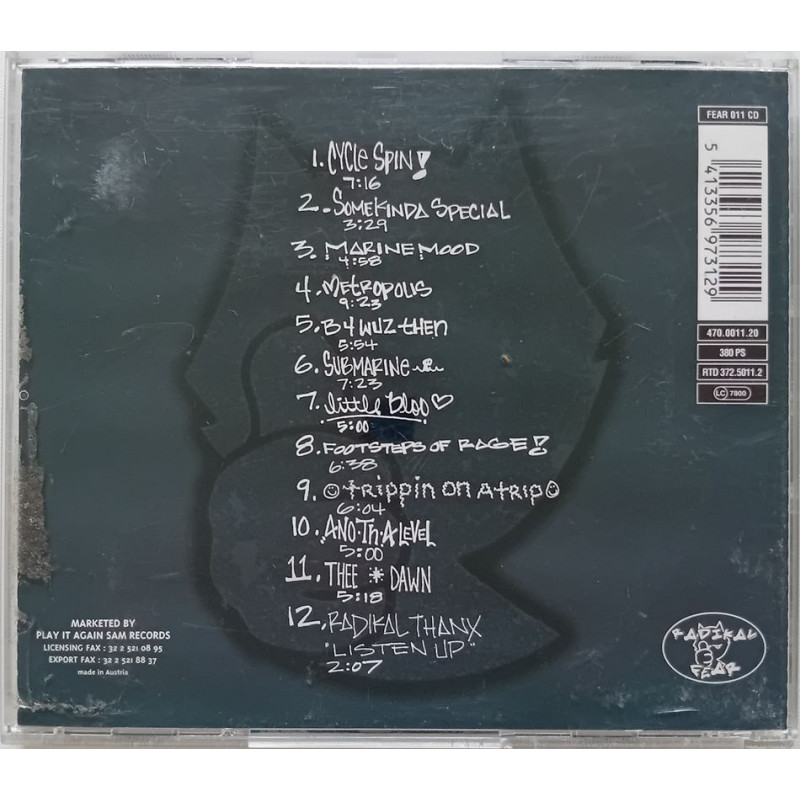 1. CYCLE SPIN!
7:16
2. SOMEKINDA SPECIAL
3:29
3. MARINE MOOD
4:58
4. METROPOLIS
9:23
5. B4 WUZ THEN
5:54
6. SUBMARINE
7:23
7. little bloo ♡
5:00
8. FOOTSTEPS OF RAGE!
6:38
9. ☺ trippin on A trip ☺
6:04
10. ANO·TH·A LEVEL
5:00
11. THEE * DAWN
5:18
12. RADIKAL THANX
"LISTEN UP"
2:07
FEAR 011 CD
5 413356 973129
470.0011.20
380 PS
RTD 372.5011.2
LC 7800
MARKETED BY
PLAY IT AGAIN SAM RECORDS
LICENSING FAX : 32 2 521 08 95
EXPORT FAX : 32 2 521 88 37
made in Austria
RADIKAL
FEAR